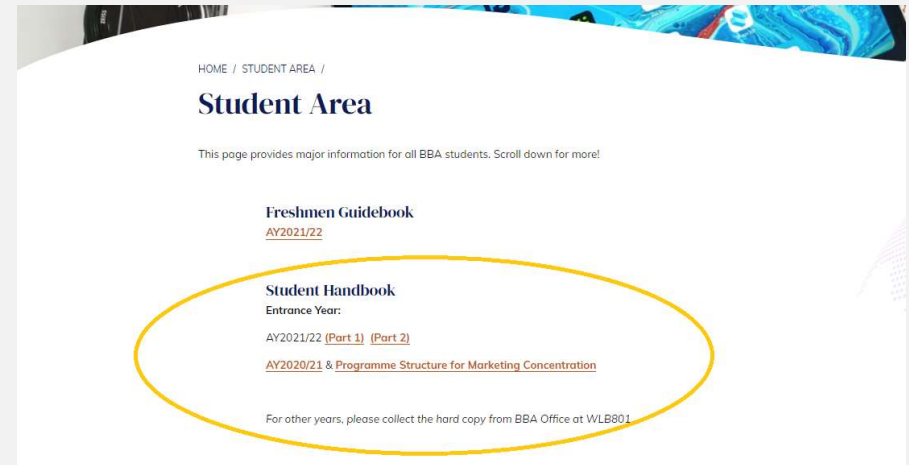 HOME / STUDENT AREA /
Student Area
This page provides major information for all BBA students. Scroll down for more!
Freshmen Guidebook
AY2021/22
Student Handbook
Entrance Year:
AY2021/22 (Part 1) (Part 2)
AY2020/21 & Programme Structure for Marketing Concentration
For other years, please collect the hard copy from BBA Office at WLB801